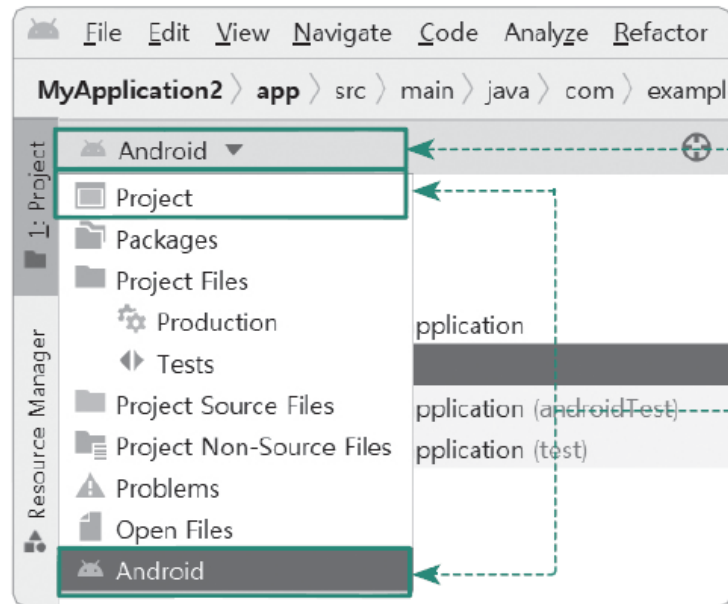 File Edit View Navigate Code Analyze Refactor
MyApplication2 〉 app 〉 src 〉 main 〉 java 〉 com 〉 exampl
1: Project
Resource Manager
Android
Project
Packages
Project Files
Production
Tests
Project Source Files
Project Non-Source Files
Problems
Open Files
Android
pplication
pplication (androidTest)
pplication (test)